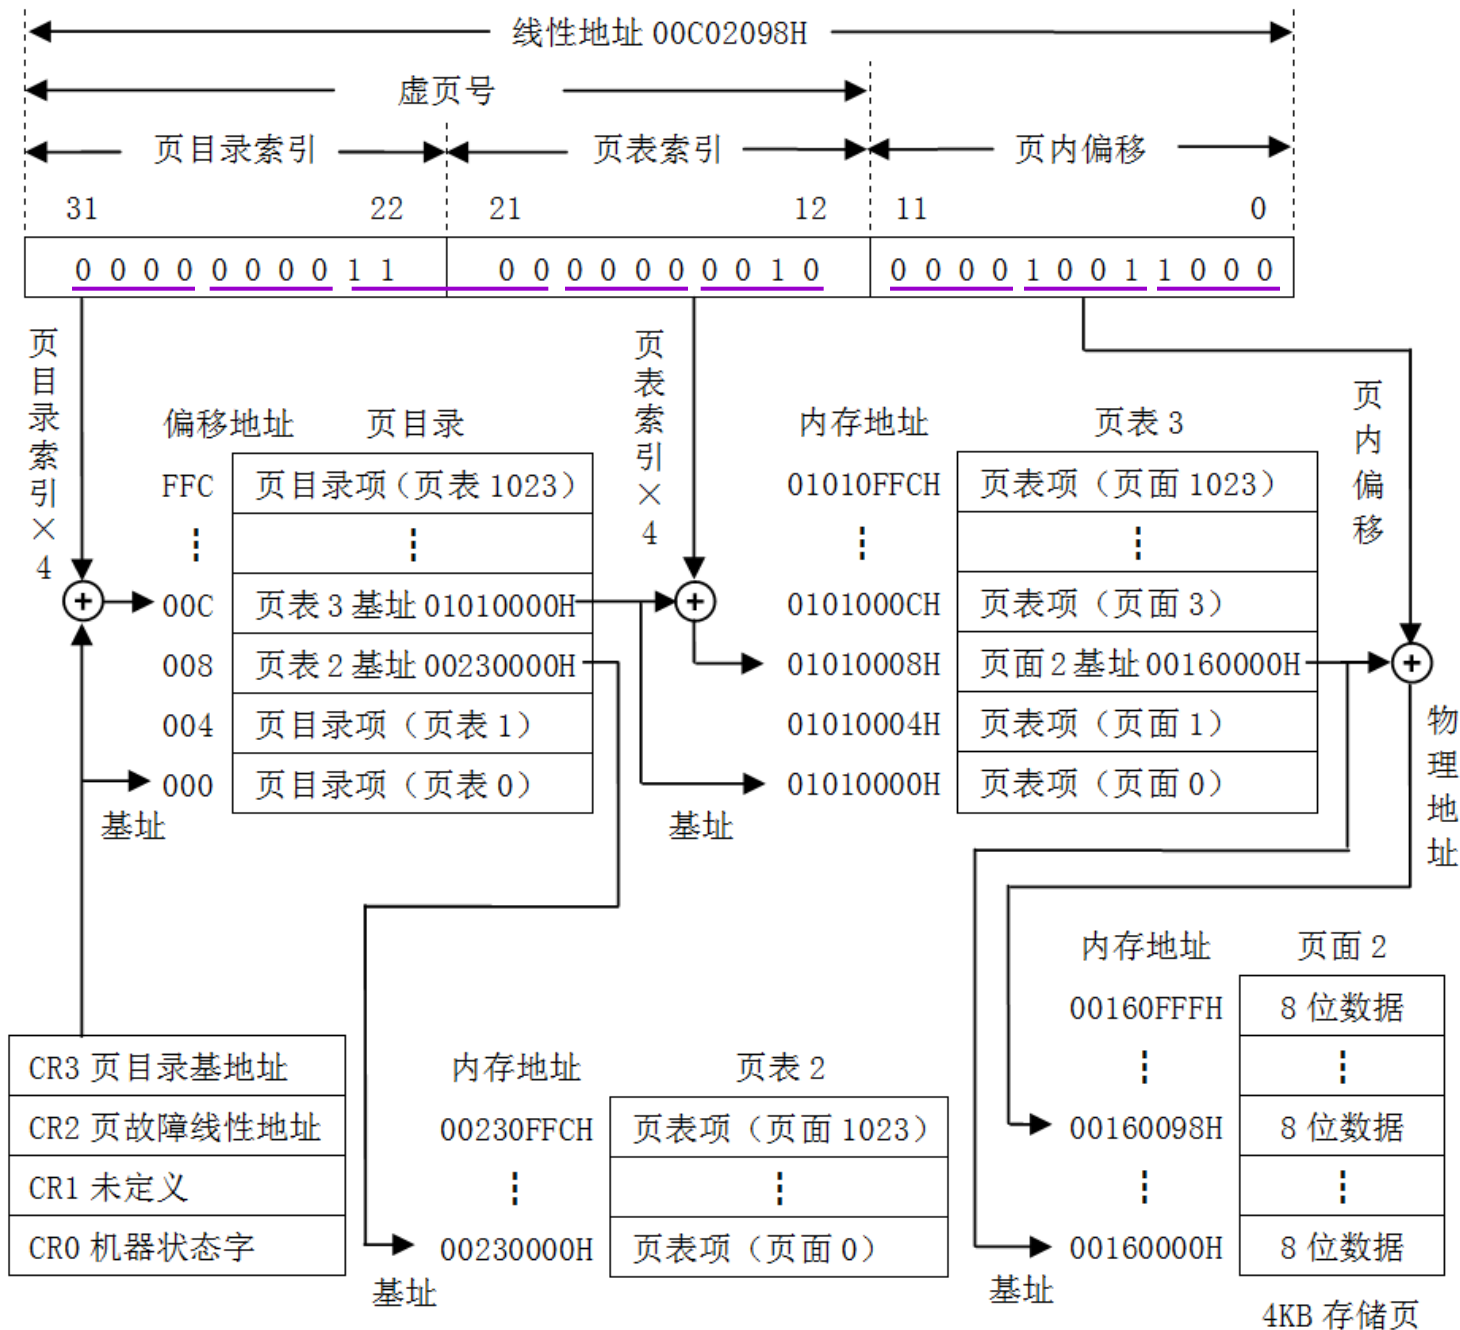 线性地址 00C02098H
虚页号
页目录索引 页表索引 页内偏移
31 22 21 12 11 0
0 0 0 0 0 0 0 0 1 1 0 0 0 0 0 0 0 0 1 0 0 0 0 0 1 0 0 1 1 0 0 0
页目录索引×4
页表索引×4
页内偏移
偏移地址 页目录
FFC 页目录项(页表 1023)
00C 页表 3 基址 01010000H
008 页表 2 基址 00230000H
004 页目录项(页表 1)
000 页目录项(页表 0)
基址
内存地址 页表 3
01010FFCH 页表项(页面 1023)
0101000CH 页表项(页面 3)
01010008H 页面 2 基址 00160000H
01010004H 页表项(页面 1)
01010000H 页表项(页面 0)
基址
物理地址
CR3 页目录基地址
CR2 页故障线性地址
CR1 未定义
CR0 机器状态字
内存地址 页表 2
00230FFCH 页表项(页面 1023)
00230000H 页表项(页面 0)
基址
内存地址 页面 2
00160FFFH 8 位数据
00160098H 8 位数据
00160000H 8 位数据
基址
4KB 存储页